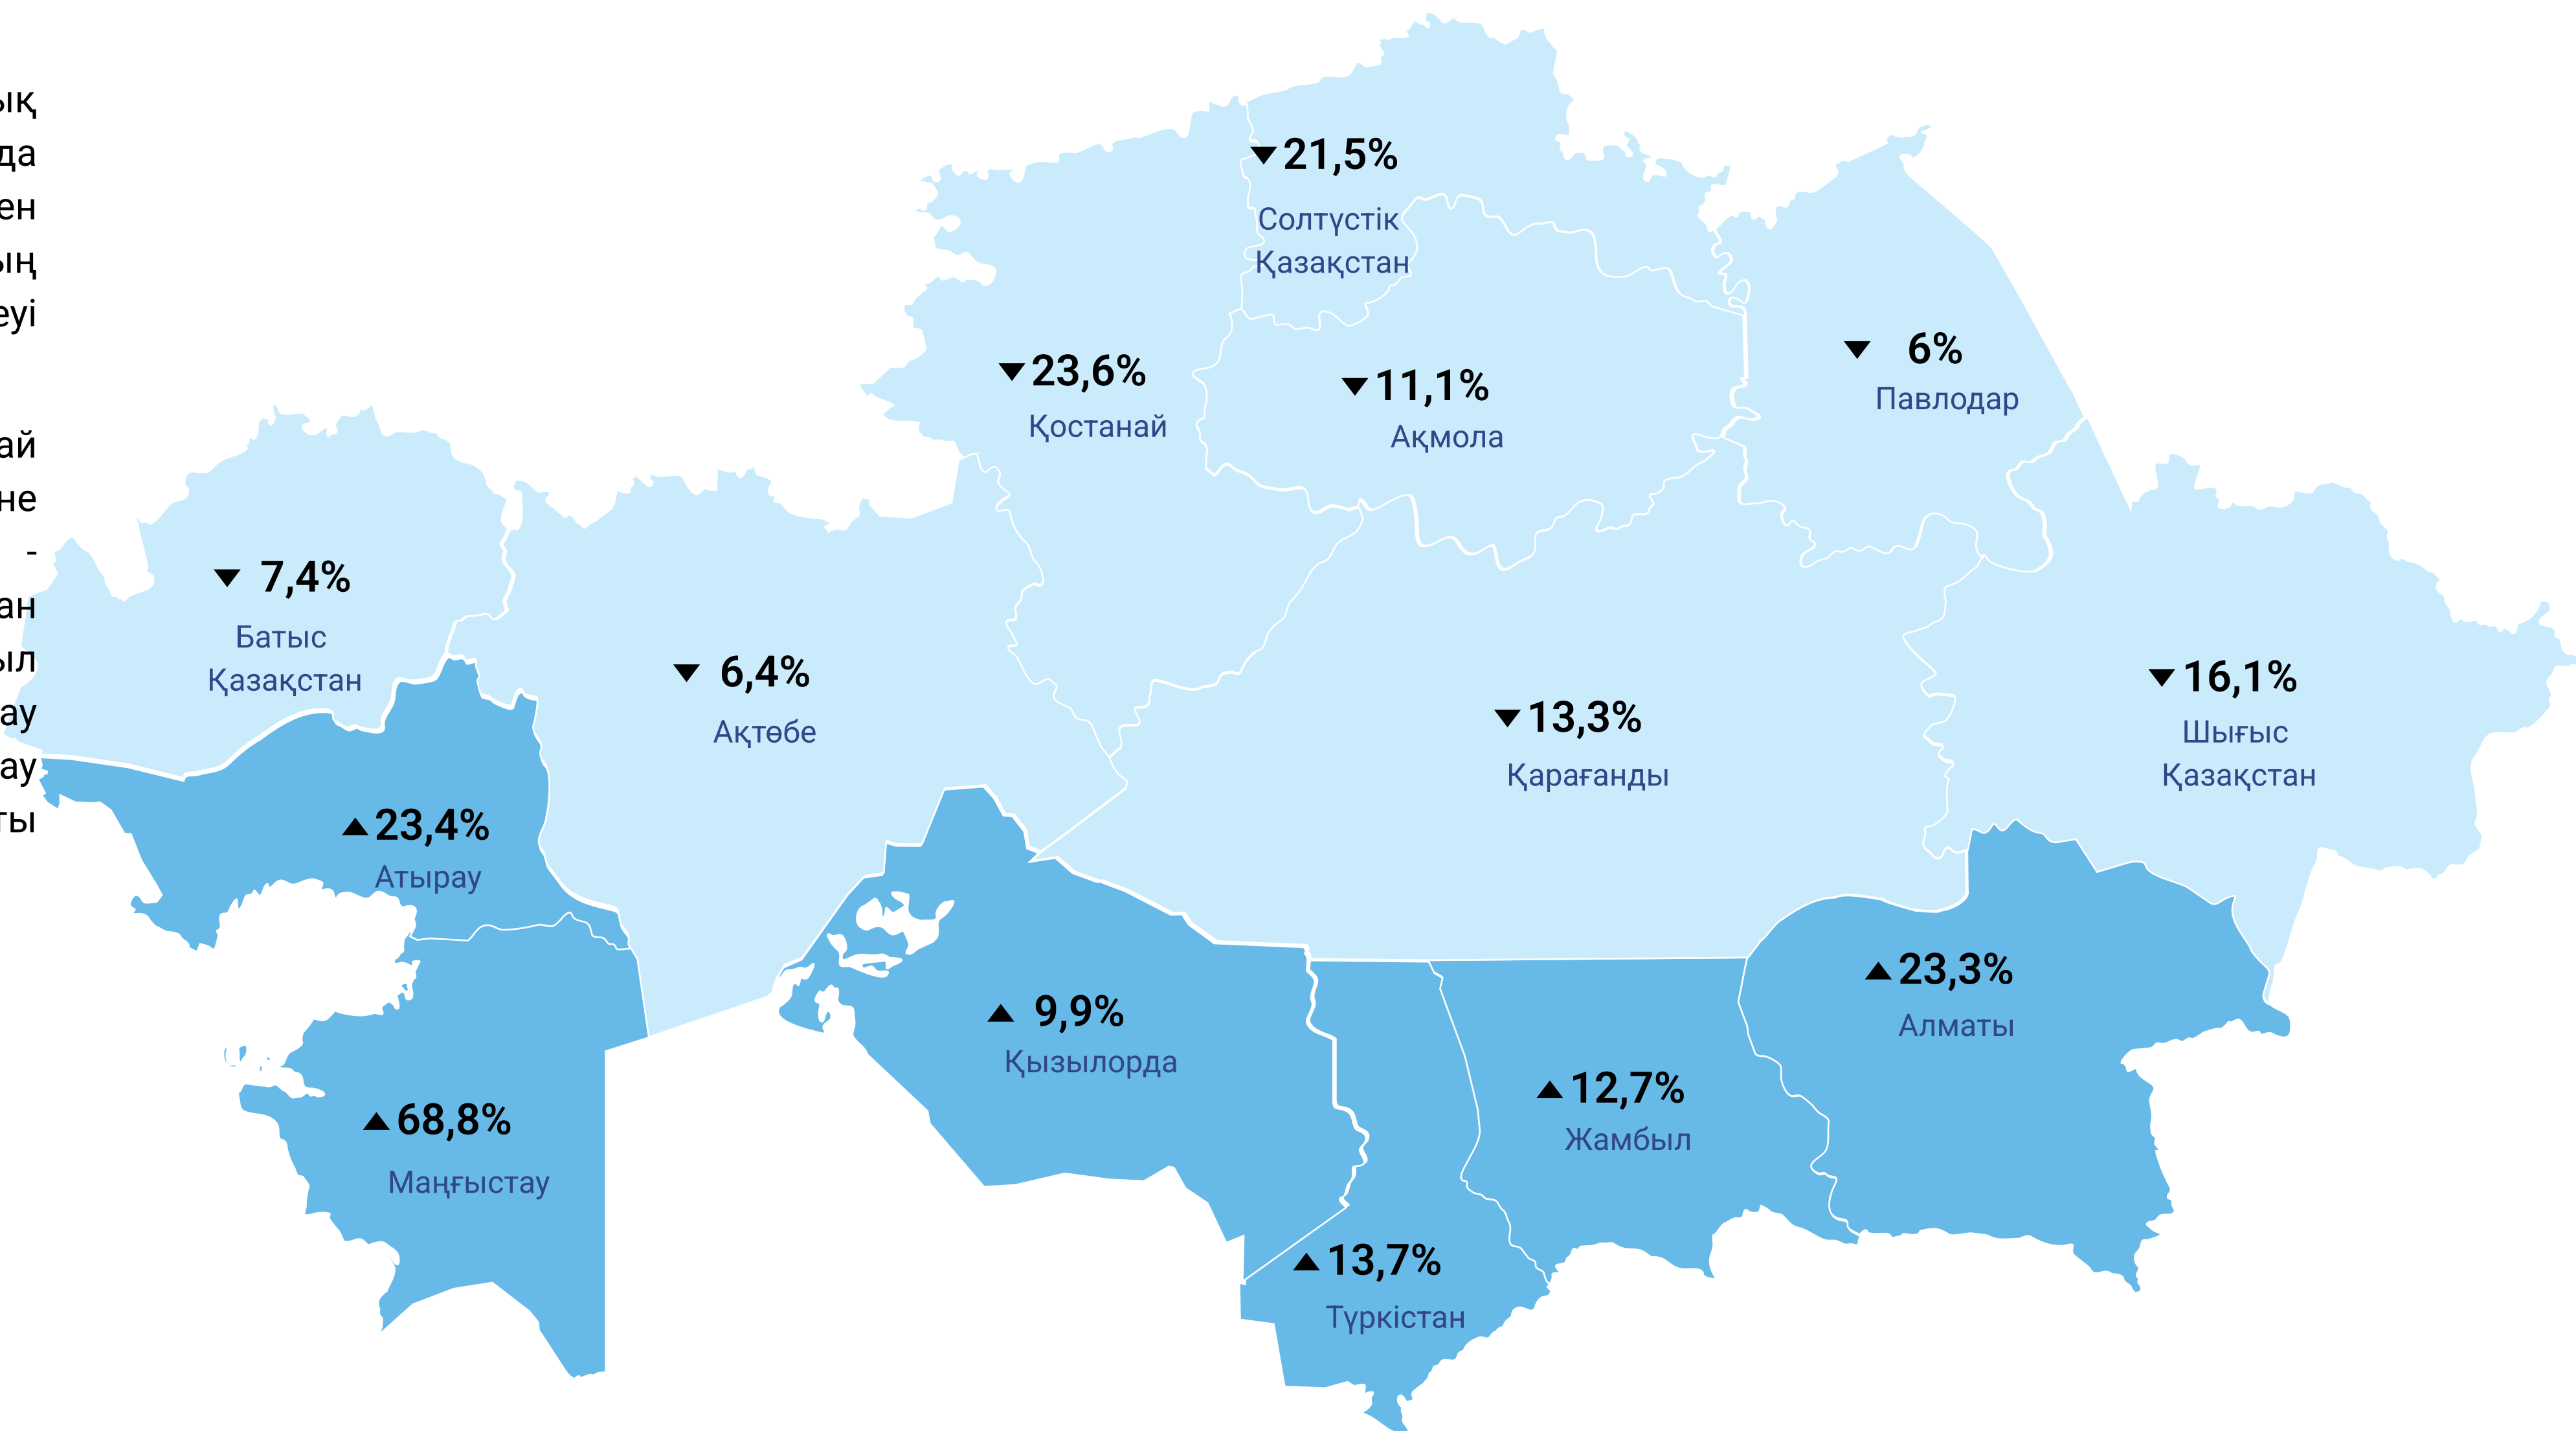 ▼21,5%
Солтүстік
Қазақстан
▼23,6%
Қостанай
▼11,1%
Ақмола
▼ 6%
Павлодар
▼ 7,4%
Батыс
Қазақстан
▼ 6,4%
Ақтөбе
▼13,3%
Қарағанды
▼16,1%
Шығыс
Қазақстан
▲23,4%
Атырау
▲ 9,9%
Қызылорда
▲23,3%
Алматы
▲68,8%
Маңғыстау
▲12,7%
Жамбыл
▲13,7%
Түркістан